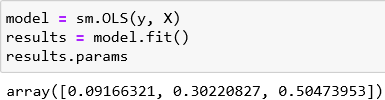 model = sm.OLS(y, X)
results = model.fit()
results.params
array([0.09166321, 0.30220827, 0.50473953])